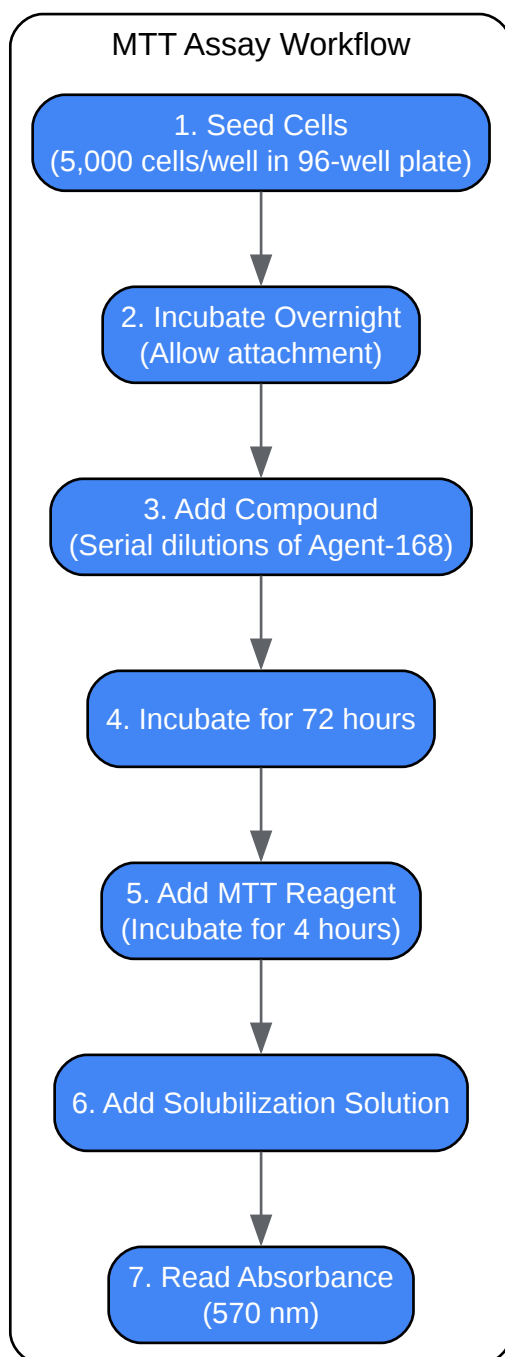 MTT Assay Workflow
1. Seed Cells
(5,000 cells/well in 96-well plate)
2. Incubate Overnight
(Allow attachment)
3. Add Compound
(Serial dilutions of Agent-168)
4. Incubate for 72 hours
5. Add MTT Reagent
(Incubate for 4 hours)
6. Add Solubilization Solution
7. Read Absorbance
(570 nm)